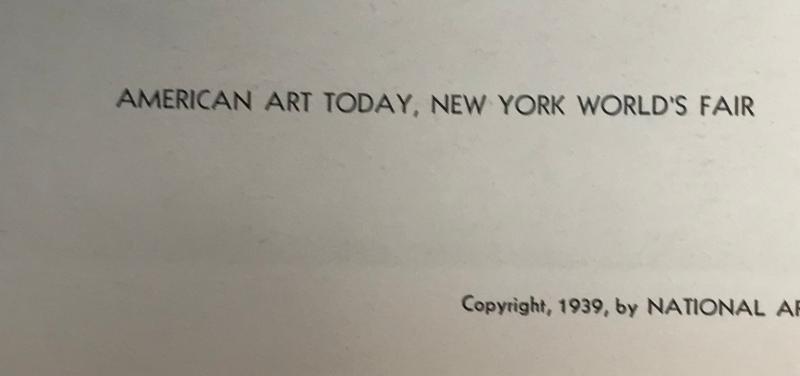 AMERICAN ART TODAY, NEW YORK WORLD'S FAIR
Copyright, 1939, by NATIONAL